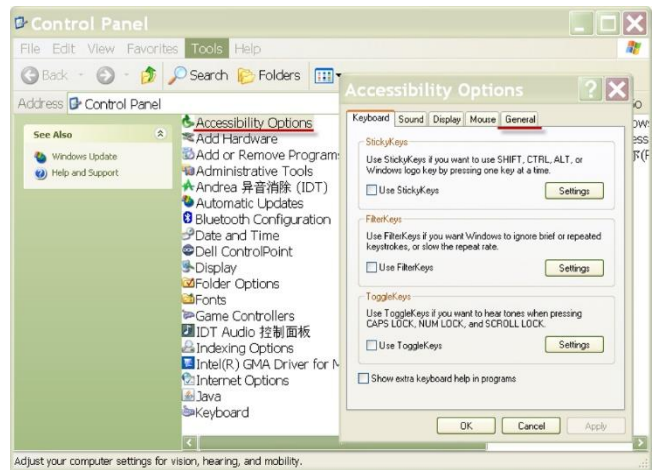 Control Panel
File Edit View Favorites Tools Help
Back Search Folders
Address Control Panel
See Also
Windows Update
Help and Support
Accessibility Options
Add Hardware
Add or Remove Program
Administrative Tools
Andrea 异音消除 (IDT)
Automatic Updates
Bluetooth Configuration
Date and Time
Dell ControlPoint
Display
Folder Options
Fonts
Game Controllers
IDT Audio 控制面板
Indexing Options
Intel(R) GMA Driver for M
Internet Options
Java
Keyboard
Accessibility Options
Keyboard Sound Display Mouse General
StickyKeys
Use StickyKeys if you want to use SHIFT, CTRL, ALT, or
Windows logo key by pressing one key at a time.
Use StickyKeys Settings
FilterKeys
Use FilterKeys if you want Windows to ignore brief or repeated
keystrokes, or slow the repeat rate.
Use FilterKeys Settings
ToggleKeys
Use ToggleKeys if you want to hear tones when pressing
CAPS LOCK, NUM LOCK, and SCROLL LOCK.
Use ToggleKeys Settings
Show extra keyboard help in programs
OK Cancel Apply
Adjust your computer settings for vision, hearing, and mobility.